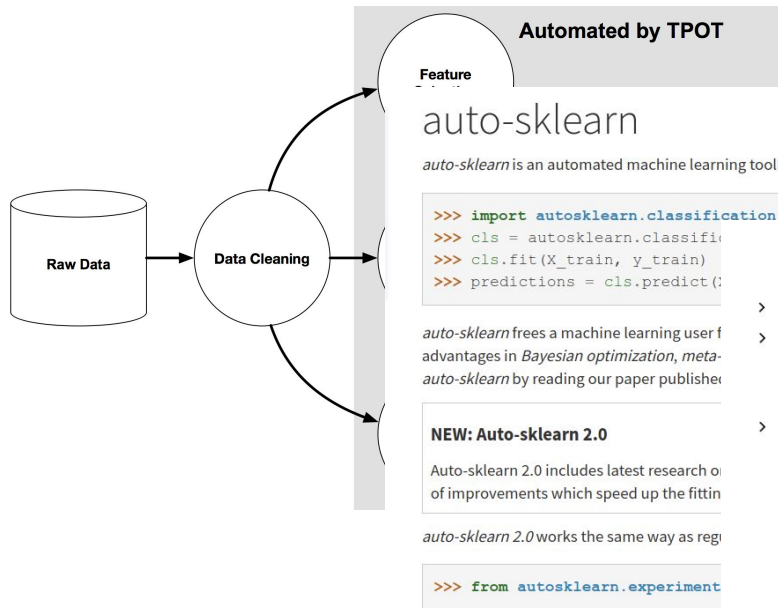 Automated by TPOT
Feature
Raw Data
Data Cleaning
auto-sklearn
auto-sklearn is an automated machine learning tool
>>> import autosklearn.classification
>>> cls = autosklearn.classific
>>> cls.fit(X_train, y_train)
>>> predictions = cls.predict(X
auto-sklearn frees a machine learning user f
advantages in Bayesian optimization, meta-
auto-sklearn by reading our paper published
NEW: Auto-sklearn 2.0
Auto-sklearn 2.0 includes latest research o
of improvements which speed up the fittin
auto-sklearn 2.0 works the same way as regu
>>> from autosklearn.experiment